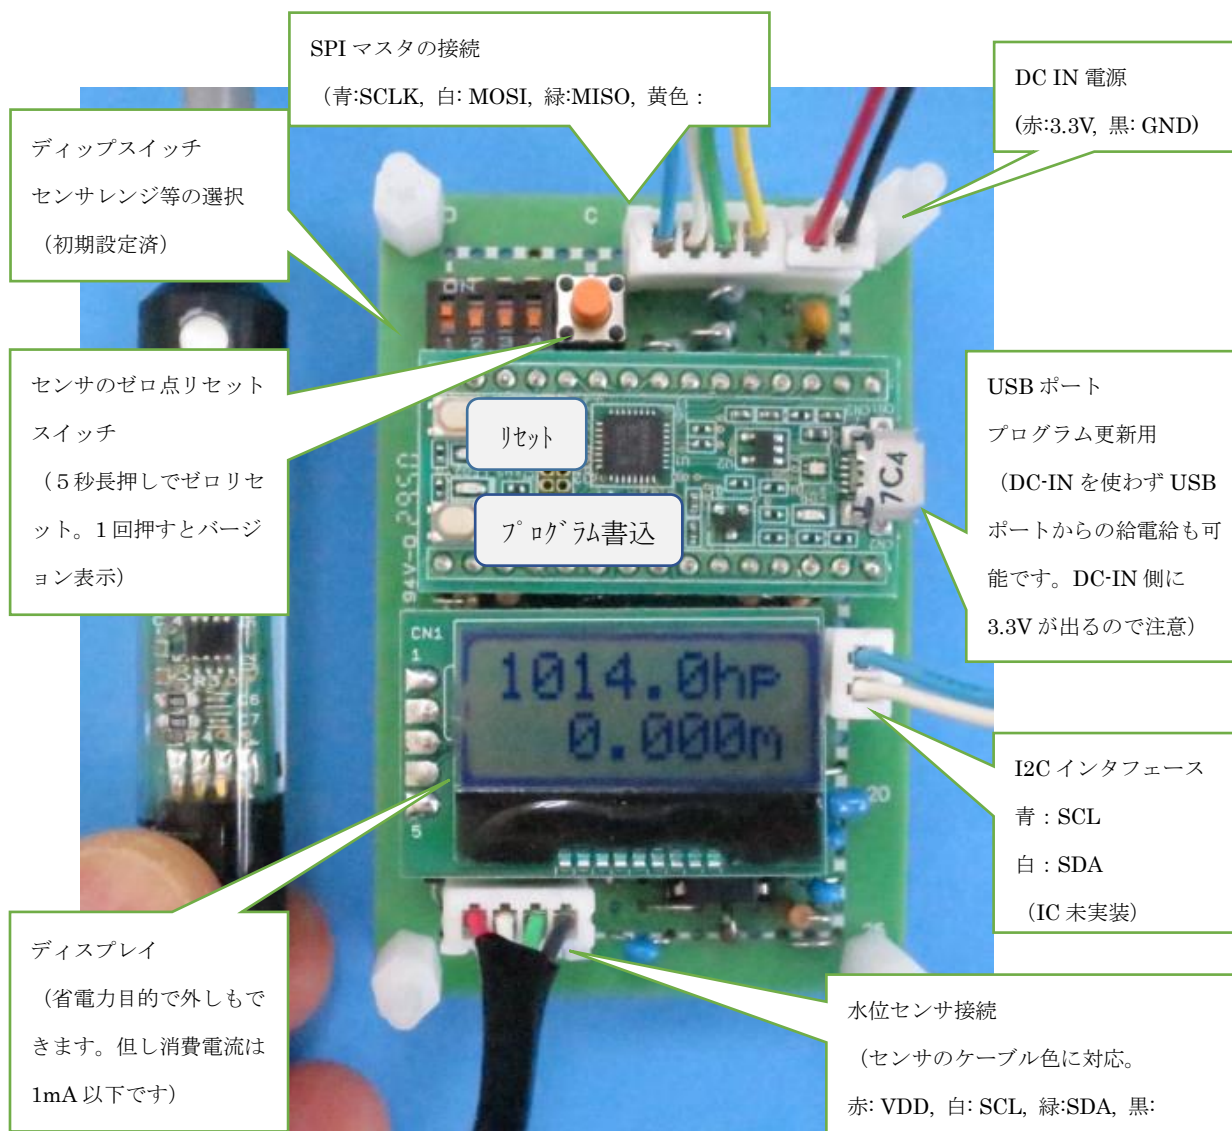 SPI マスタの接続
（青:SCLK, 白: MOSI, 緑:MISO, 黄色：
DC IN 電源
(赤:3.3V, 黒: GND)
ディップスイッチ
センサレンジ等の選択
（初期設定済）
センサのゼロ点リセット
スイッチ
（５秒長押しでゼロリセ
ット。１回押すとバージ
ョン表示）
USB ポート
プログラム更新用
（DC-IN を使わず USB
ポートからの給電給も可
能です。DC-IN 側に
3.3V が出るので注意）
C
ON
リセット
プログラム書込
7C4
CN1
1
5
1014.0hP
0.000m
20
I2C インタフェース
青：SCL
白：SDA
（IC 未実装）
ディスプレイ
（省電力目的で外しもで
きます。但し消費電流は
1mA 以下です）
水位センサ接続
（センサのケーブル色に対応。
赤: VDD, 白: SCL, 緑:SDA, 黒: